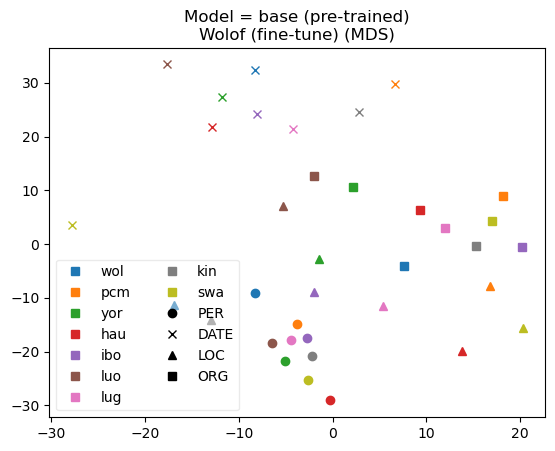 Model = base (pre-trained)
Wolof (fine-tune) (MDS)
30
20
10
0
−10
−20
−30
wol
pcm
yor
hau
ibo
luo
lug
kin
swa
PER
DATE
LOC
ORG
−30 −20 −10 0 10 20